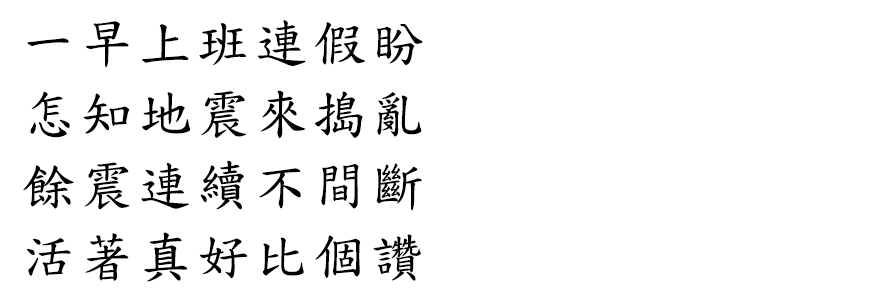 一早上班連假盼
怎知地震來搗亂
餘震連續不間斷
活著真好比個讚